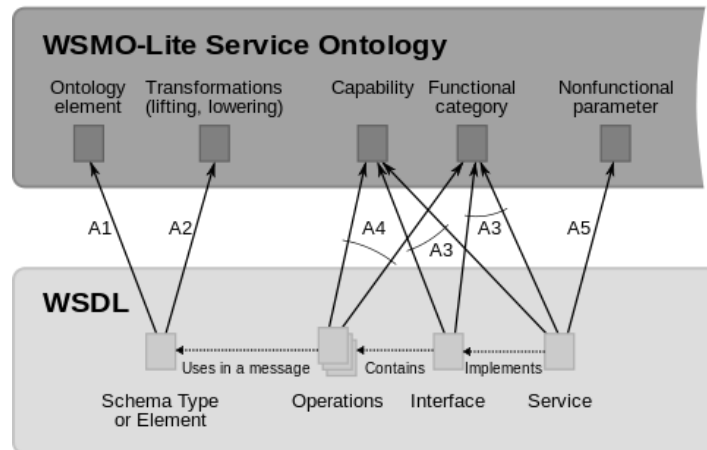 WSMO-Lite Service Ontology
Ontology
element
Transformations
(lifting, lowering)
Capability
Functional
category
Nonfunctional
parameter
A1
A2
A4
A3
A3
A5
WSDL
Uses in a message
Contains
Implements
Schema Type
or Element
Operations
Interface
Service